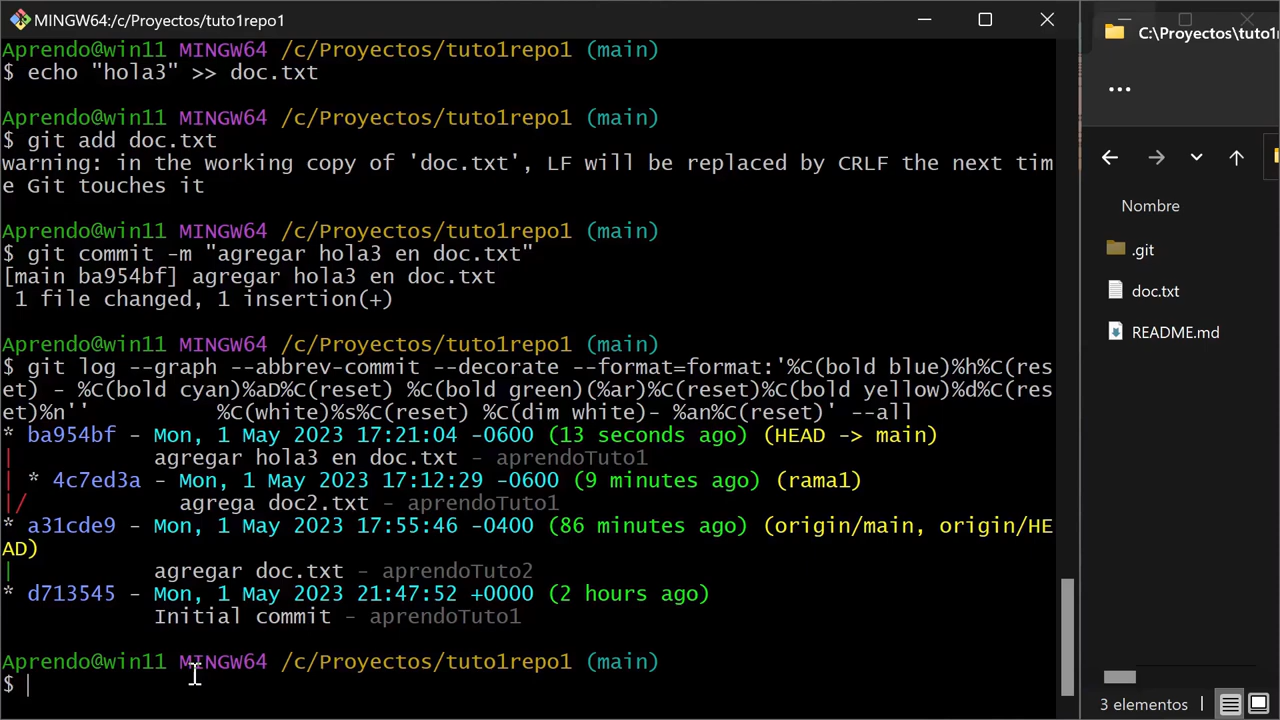 MINGW64:/c/Proyectos/tuto1repo1
Aprendo@win11 MINGW64 /c/Proyectos/tuto1repo1 (main)
$ echo "hola3" >> doc.txt
Aprendo@win11 MINGW64 /c/Proyectos/tuto1repo1 (main)
$ git add doc.txt
warning: in the working copy of 'doc.txt', LF will be replaced by CRLF the next tim
e Git touches it
Aprendo@win11 MINGW64 /c/Proyectos/tuto1repo1 (main)
$ git commit -m "agregar hola3 en doc.txt"
[main ba954bf] agregar hola3 en doc.txt
1 file changed, 1 insertion(+)
Aprendo@win11 MINGW64 /c/Proyectos/tuto1repo1 (main)
$ git log --graph --abbrev-commit --decorate --format=format:'%C(bold blue)%h%C(res
et) - %C(bold cyan)%aD%C(reset) %C(bold green)(%ar)%C(reset)%C(bold yellow)%d%C(res
et)%n''          %C(white)%s%C(reset) %C(dim white)- %an%C(reset)' --all
* ba954bf - Mon, 1 May 2023 17:21:04 -0600 (13 seconds ago) (HEAD -> main)
|           agregar hola3 en doc.txt - aprendoTuto1
| * 4c7ed3a - Mon, 1 May 2023 17:12:29 -0600 (9 minutes ago) (rama1)
|/            agrega doc2.txt - aprendoTuto1
* a31cde9 - Mon, 1 May 2023 17:55:46 -0400 (86 minutes ago) (origin/main, origin/HE
AD)
|           agregar doc.txt - aprendoTuto2
* d713545 - Mon, 1 May 2023 21:47:52 +0000 (2 hours ago)
Initial commit - aprendoTuto1
Aprendo@win11 MINGW64 /c/Proyectos/tuto1repo1 (main)
$
C:\Proyectos\tuto1r
...
Nombre
.git
doc.txt
README.md
3 elementos